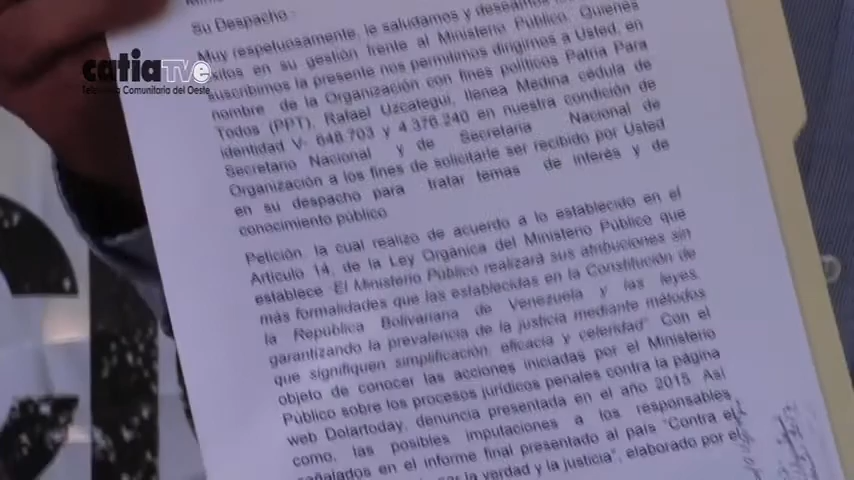 catiaTVe
Comunitaria del Oeste
Su Despacho.-
Muy respetuosamente, le saludamos y deseamos
en su gestión frente al Ministerio Público. Quienes
suscribimos la presente nos permitimos dirigirnos a Usted, en
nombre de la Organización con fines políticos Patria Para
Todos (PPT), Rafael Uzcategui, Ilenea Medina cédula de
identidad V- 648.703 y 4.376.240 en nuestra condición de
Secretario Nacional y de Secretaria Nacional de
Organización a los fines de solicitarle ser recibido por Usted
en su despacho para tratar temas de interés y de
conocimiento público.
Petición, la cual realizo de acuerdo a lo establecido en el
Articulo 14, de la Ley Orgánica del Ministerio Público que
establece El Ministerio Público realizará sus atribuciones sin
más formalidades que las establecidas en la Constitución de
la República Bolivariana de Venezuela y las leyes,
garantizando la prevalencia de la justicia mediante métodos
que signifiquen simplificación, eficacia y celeridad". Con el
objeto de conocer las acciones iniciadas por el Ministerio
Público sobre los procesos jurídicos penales contra la página
web Dolartoday, denuncia presentada en el año 2015. Así
como, las posibles imputaciones a los responsables
señalados en el informe final presentado al país "Contra el
la verdad y la justicia", elaborado por el